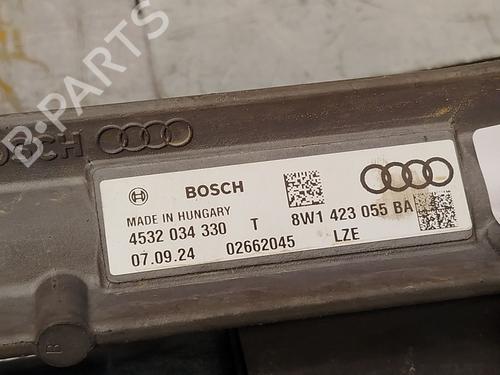 B-PARTS
BOSCH
BOSCH
MADE IN HUNGARY
4532 034 330 T 8W1 423 055 BA
07.09.24 02662045 LZE